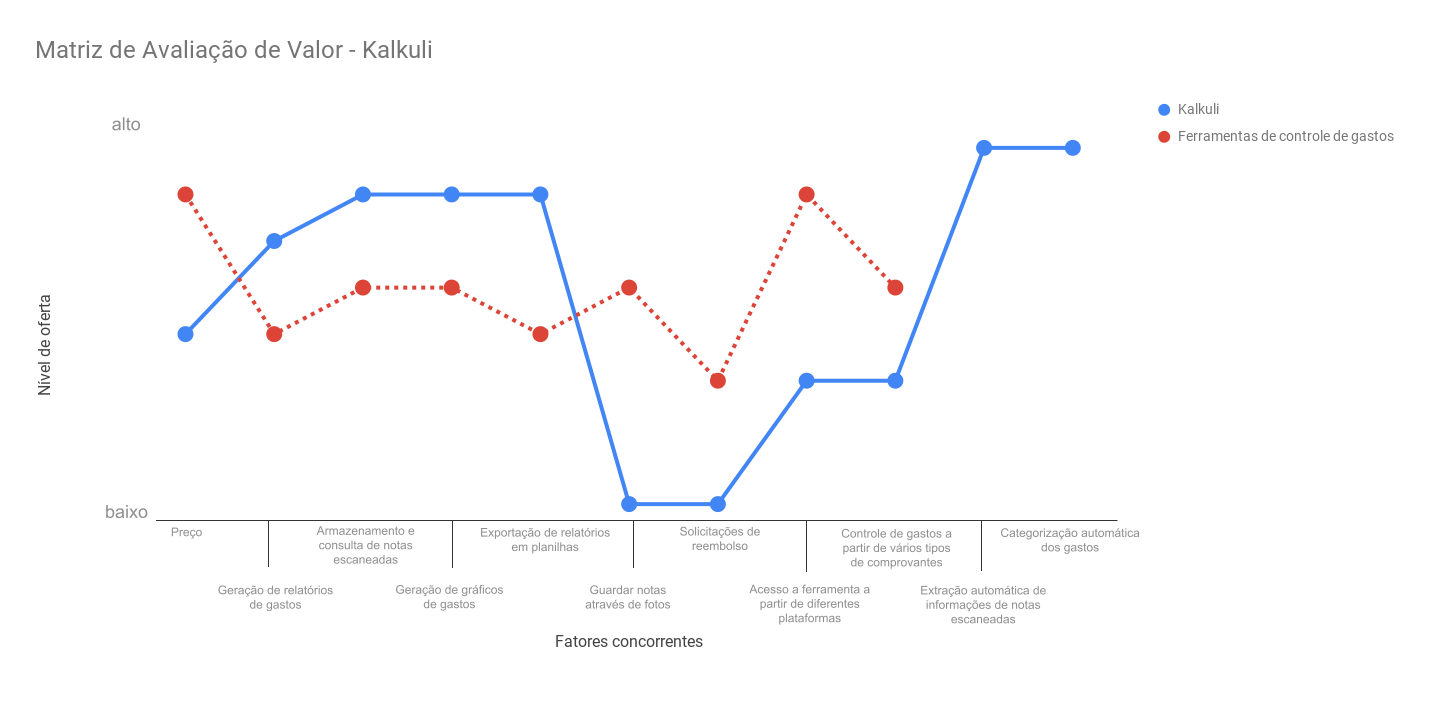 Matriz de Avaliação de Valor - Kalkuli
Kalkuli
Ferramentas de controle de gastos
alto
Nível de oferta
baixo
Preço
Geração de relatórios
de gastos
Armazenamento e
consulta de notas
escaneadas
Geração de gráficos
de gastos
Exportação de relatórios
em planilhas
Guardar notas
através de fotos
Solicitações de
reembolso
Acesso a ferramenta a
partir de diferentes
plataformas
Controle de gastos a
partir de vários tipos
de comprovantes
Extração automática de
informações de notas
escaneadas
Categorização automática
dos gastos
Fatores concorrentes